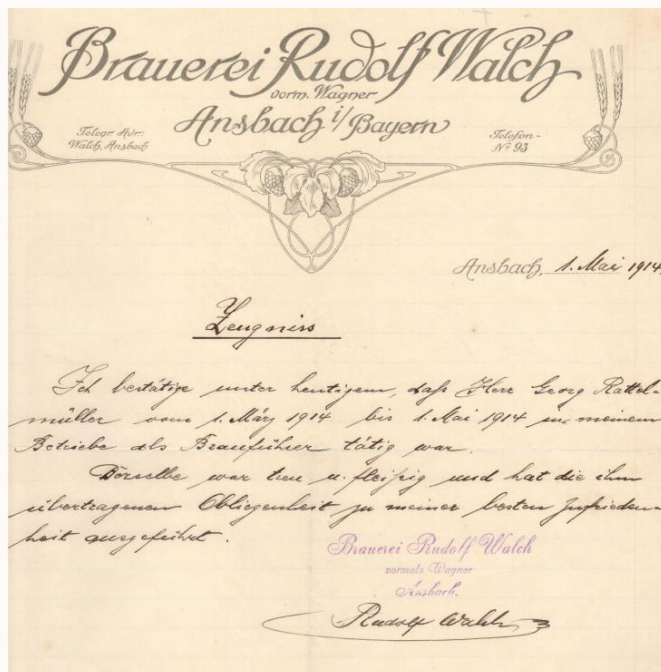 Brauerei Rudolf Walch
vorm. Wagner
Ansbach i/Bayern
Telegr. Adr:
Walch, Ansbach
Telefon-
Nº 93
Ansbach, 1. Mai 1914.
Zeugniss
Ich bestätige unter heutigem, daß Herr Georg Rattel-
müller vom 1. März 1914 bis 1. Mai 1914 in meinem
Betriebe als Brauführer tätig war.
Derselbe war treu u. fleißig und hat die ihm
übertragenen Obliegenheit zu meiner besten Zufrieden-
heit ausgeführt.
Brauerei Rudolf Walch
vormals Wagner
Ansbach.
Rudolf Walch